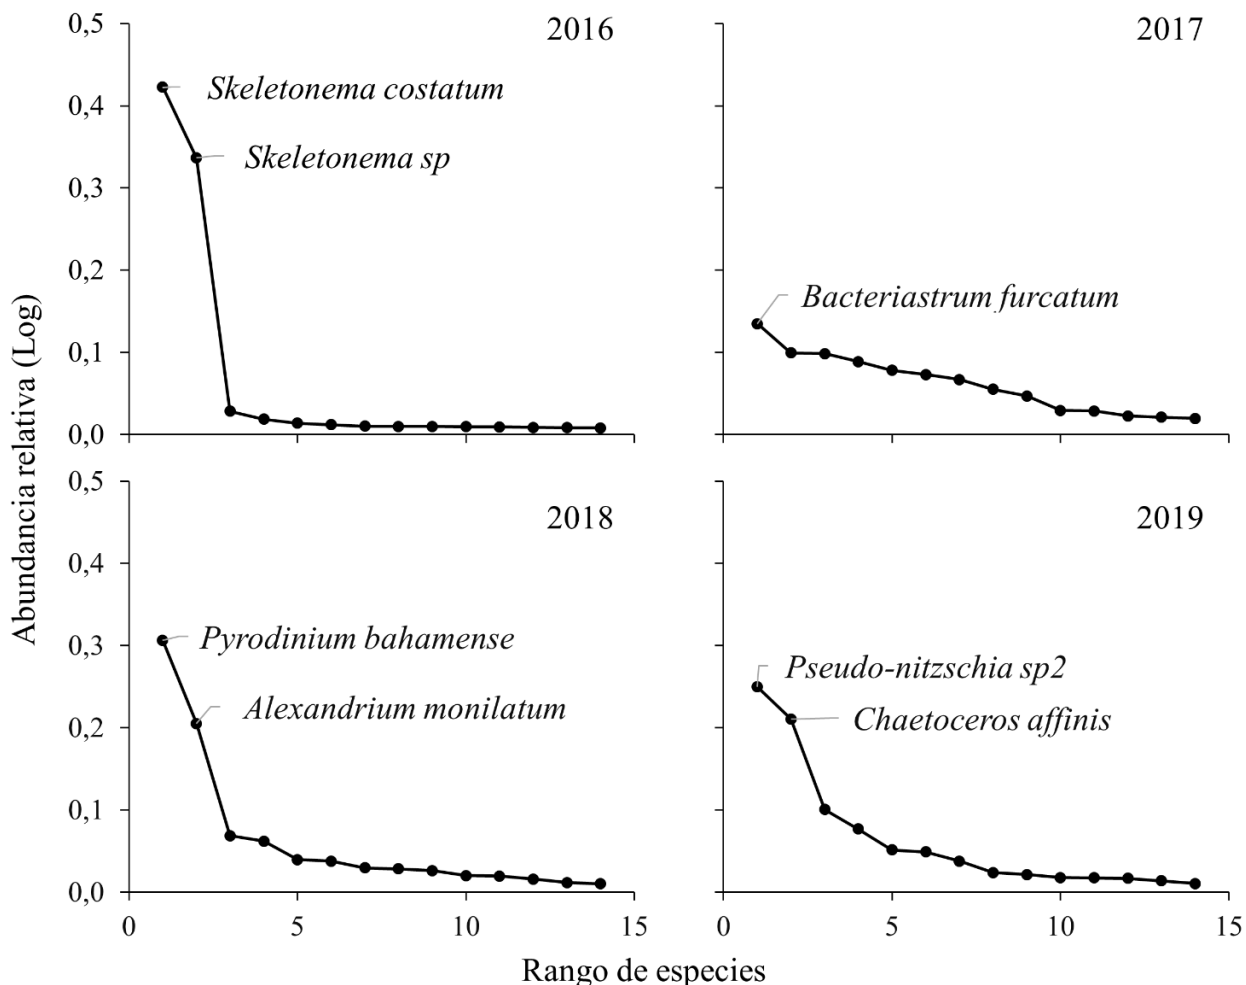 0,5
2016
2017
0,4
Skeletonema costatum
0,3
Skeletonema sp
0,2
Bacteriastrum furcatum
0,1
0,0
Abundancia relativa (Log)
0,5
2018
2019
0,4
0,3
Pyrodinium bahamense
Pseudo-nitzschia sp2
0,2
Alexandrium monilatum
Chaetoceros affinis
0,1
0,0
0 5 10 15
0 5 10 15
Rango de especies